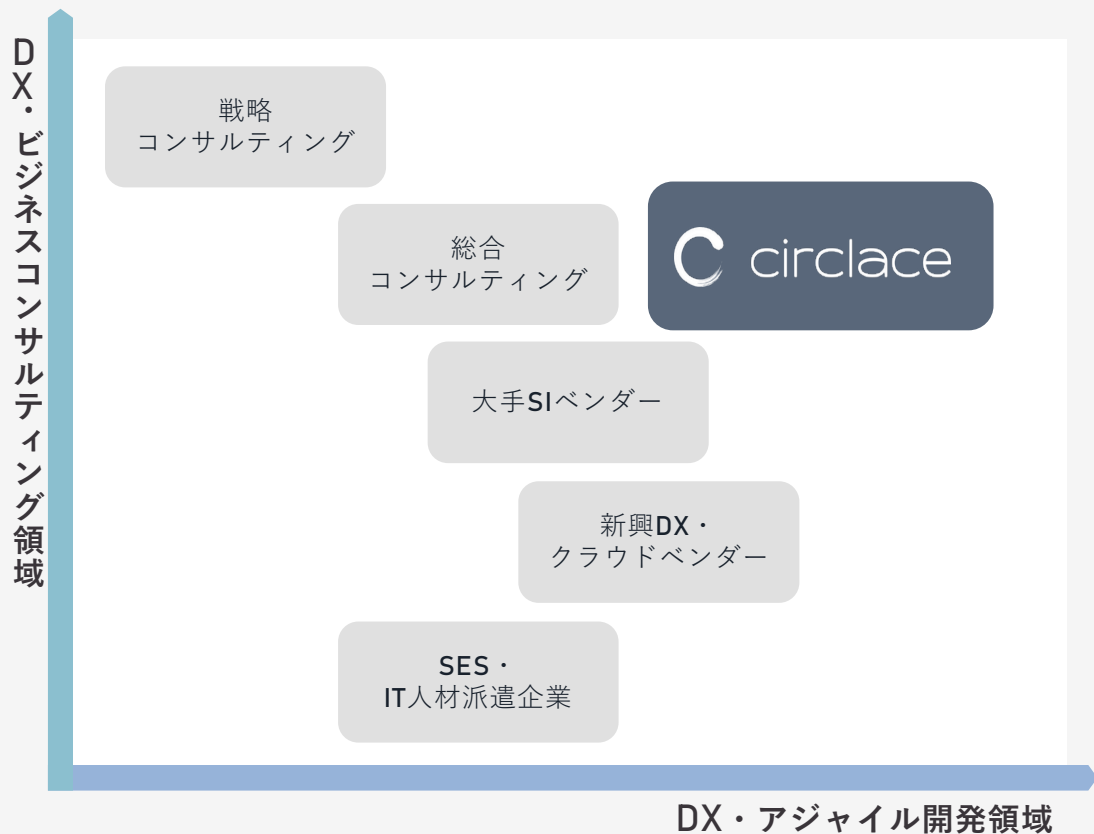 DX・ビジネスコンサルティング領域
戦略
コンサルティング
総合
コンサルティング
circlace
大手SIベンダー
新興DX・
クラウドベンダー
SES・
IT人材派遣企業
DX・アジャイル開発領域